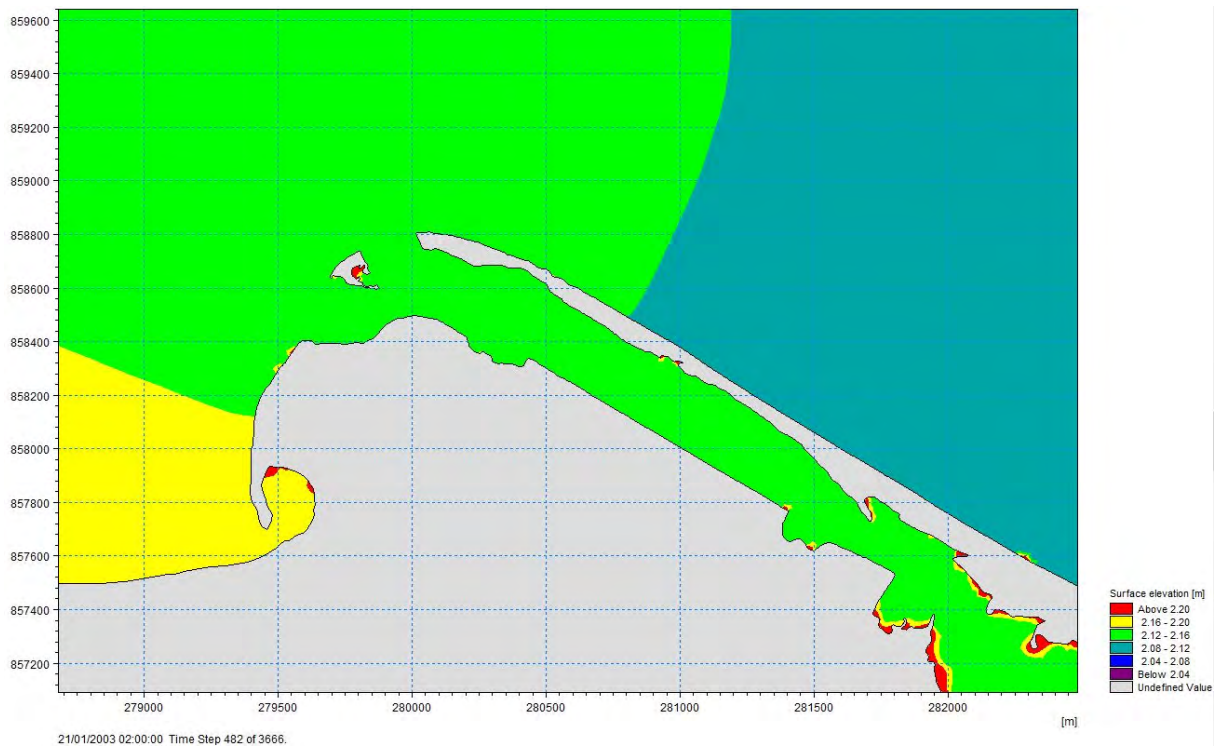 859600
859400
859200
859000
858800
858600
858400
858200
858000
857800
857600
857400
857200
279000 279500 280000 280500 281000 281500 282000
[m]
Surface elevation [m]
Above 2.20
2.16 - 2.20
2.12 - 2.16
2.08 - 2.12
2.04 - 2.08
Below 2.04
Undefined Value
21/01/2003 02:00:00 Time Step 482 of 3666.